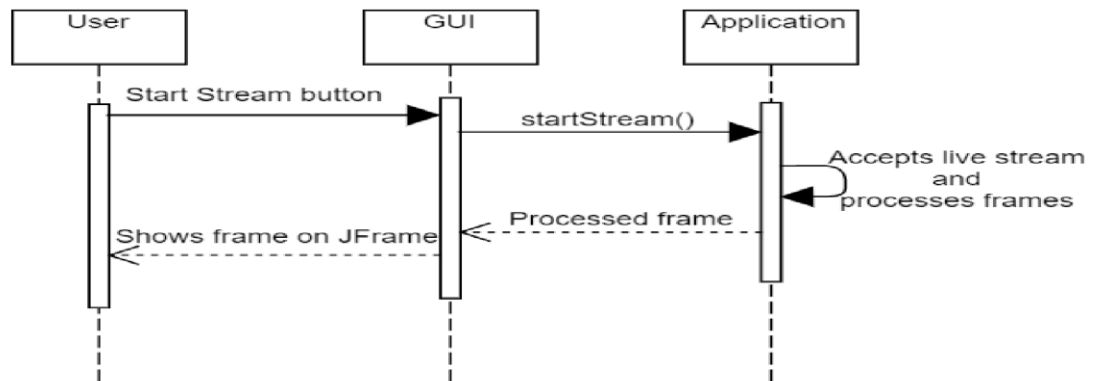 User
GUI
Application
Start Stream button
startStream()
Accepts live stream
and
processes frames
Processed frame
Shows frame on JFrame